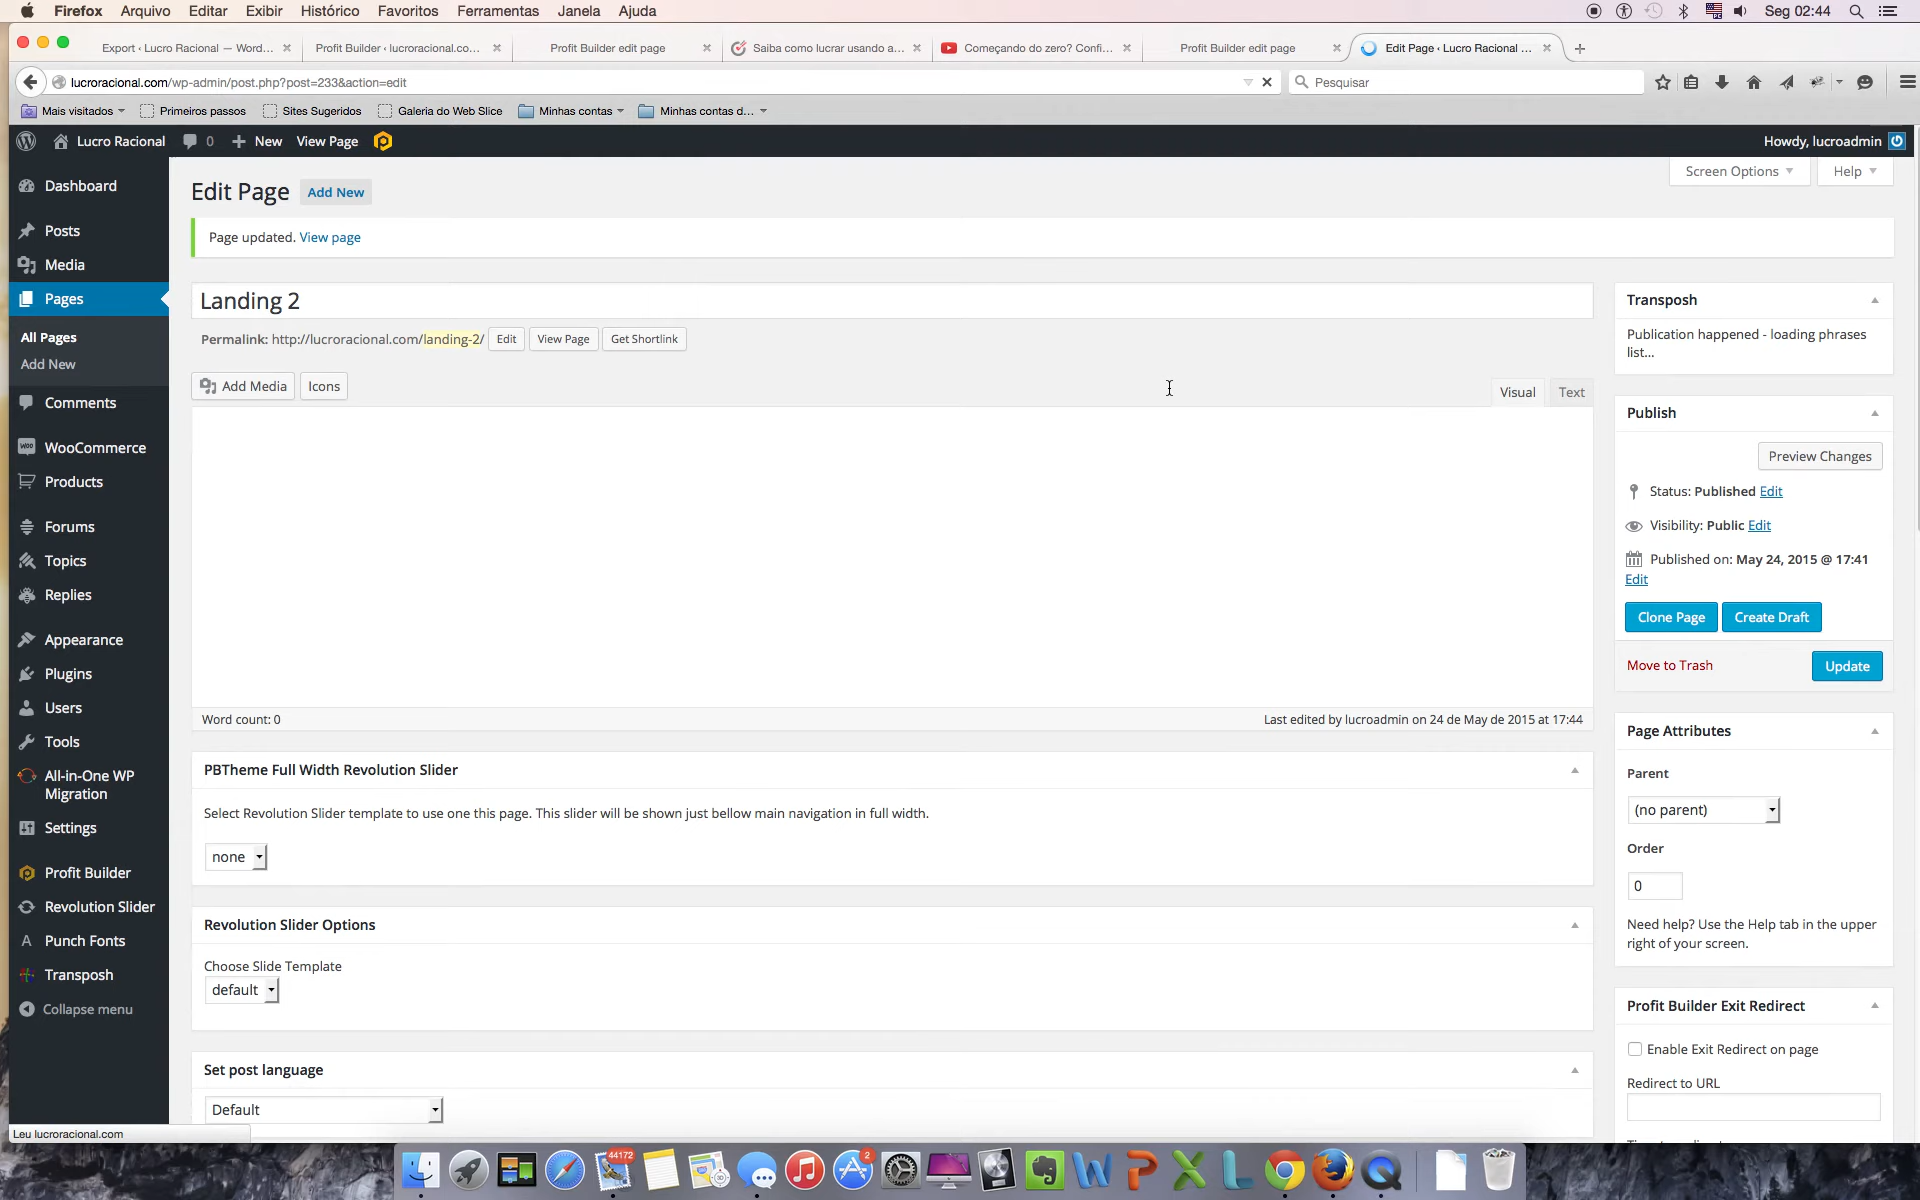 Firefox Arquivo Editar Exibir Histórico Favoritos Ferramentas Janela Ajuda Seg 02:44
Export ‹ Lucro Racional — Word... Profit Builder ‹ lucroracional.co... Profit Builder edit page Saiba como lucrar usando a... Começando do zero? Confi... Profit Builder edit page Edit Page ‹ Lucro Racional ...
lucroracional.com/wp-admin/post.php?post=233&action=edit Pesquisar
Mais visitados Primeiros passos Sites Sugeridos Galeria do Web Slice Minhas contas Minhas contas d...
Lucro Racional 0 New View Page Howdy, lucroadmin
Screen Options Help
Dashboard
Posts
Media
Pages
All Pages
Add New
Comments
WooCommerce
Products
Forums
Topics
Replies
Appearance
Plugins
Users
Tools
All-in-One WP
Migration
Settings
Profit Builder
Revolution Slider
Punch Fonts
Transposh
Collapse menu
Edit Page Add New
Page updated. View page
Landing 2
Permalink: http://lucroracional.com/landing-2/ Edit View Page Get Shortlink
Add Media Icons
Visual Text
Word count: 0 Last edited by lucroadmin on 24 de May de 2015 at 17:44
PBTheme Full Width Revolution Slider
Select Revolution Slider template to use one this page. This slider will be shown just bellow main navigation in full width.
none
Revolution Slider Options
Choose Slide Template
default
Set post language
Default
Transposh
Publication happened - loading phrases
list...
Publish
Preview Changes
Status: Published Edit
Visibility: Public Edit
Published on: May 24, 2015 @ 17:41
Edit
Clone Page Create Draft
Move to Trash Update
Page Attributes
Parent
(no parent)
Order
0
Need help? Use the Help tab in the upper
right of your screen.
Profit Builder Exit Redirect
Enable Exit Redirect on page
Redirect to URL
Leu lucroracional.com
44172
2